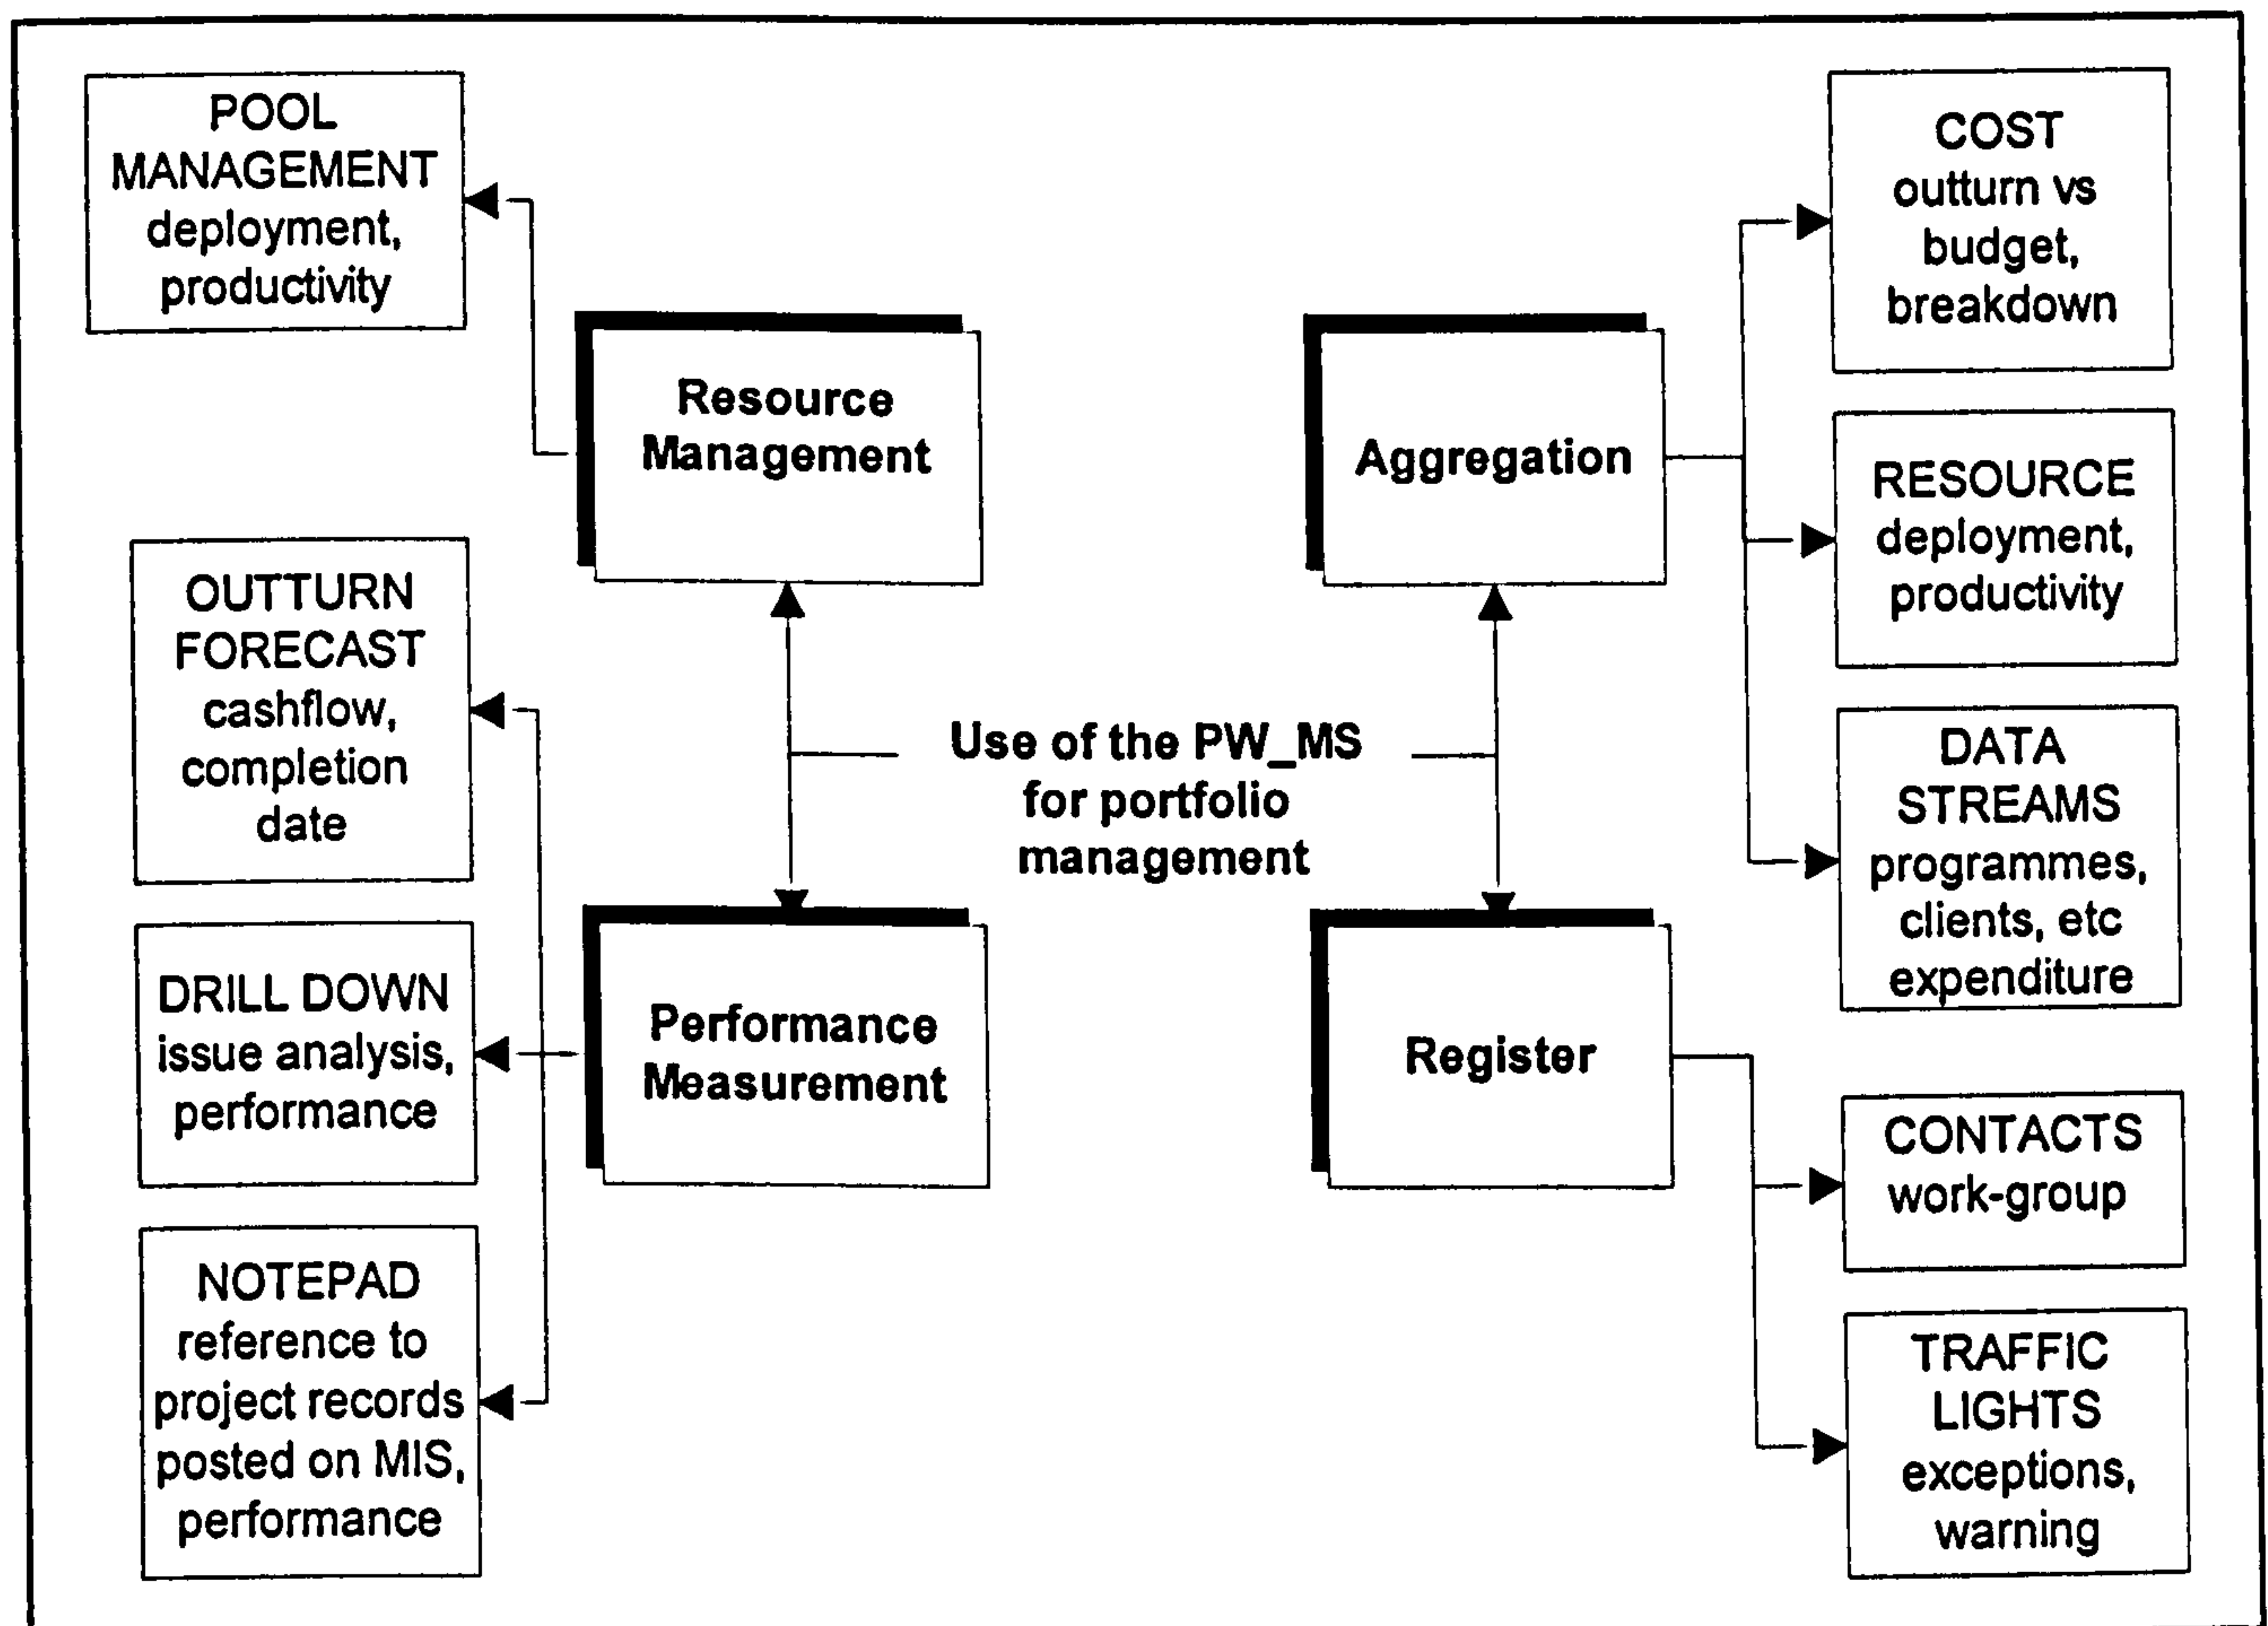 POOL
MANAGEMENT
deployment,
productivity
Resource
Management
OUTTURN
FORECAST
cashflow,
completion
date
DRILL DOWN
issue analysis,
performance
NOTEPAD
reference to
project records
posted on MIS,
performance
Performance
Measurement
Use of the PW_MS
for portfolio
management
Aggregation
COST
outturn vs
budget,
breakdown
RESOURCE
deployment,
productivity
DATA
STREAMS
programmes,
clients, etc
expenditure
Register
CONTACTS
work-group
TRAFFIC
LIGHTS
exceptions,
warning